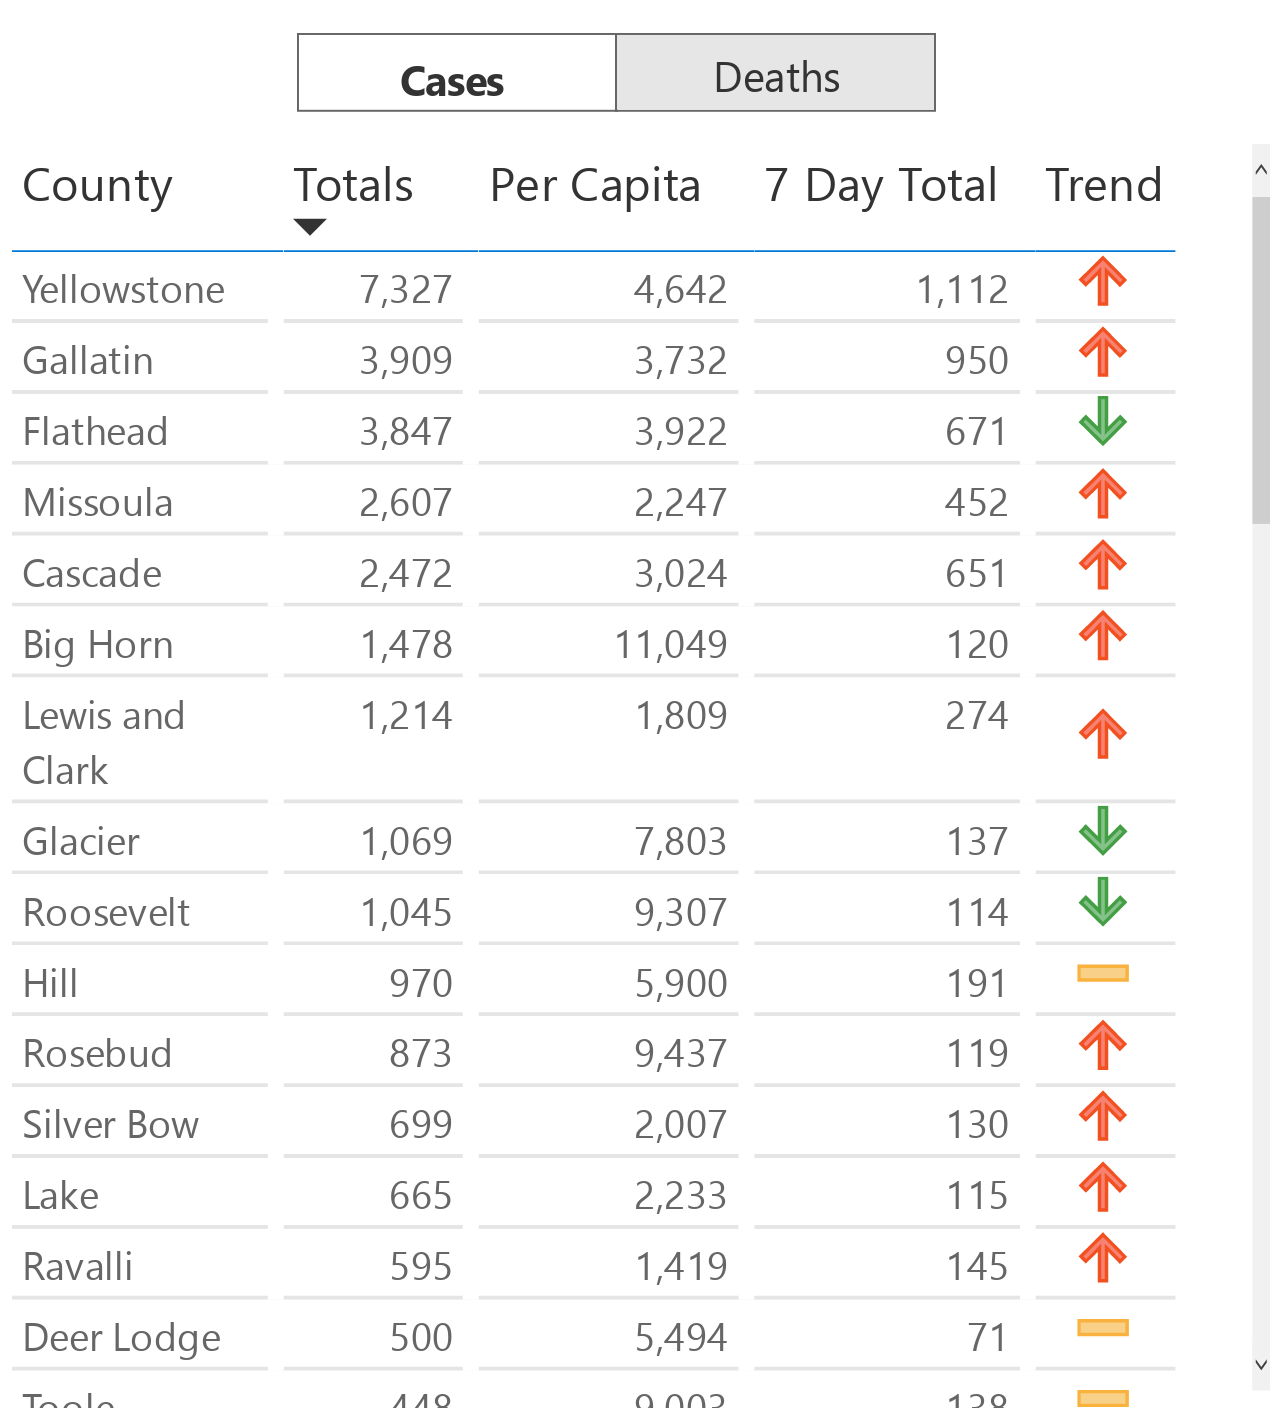 Cases Deaths
County Totals Per Capita 7 Day Total Trend
Yellowstone 7,327 4,642 1,112
Gallatin 3,909 3,732 950
Flathead 3,847 3,922 671
Missoula 2,607 2,247 452
Cascade 2,472 3,024 651
Big Horn 1,478 11,049 120
Lewis and 1,214 1,809 274
Clark
Glacier 1,069 7,803 137
Roosevelt 1,045 9,307 114
Hill 970 5,900 191
Rosebud 873 9,437 119
Silver Bow 699 2,007 130
Lake 665 2,233 115
Ravalli 595 1,419 145
Deer Lodge 500 5,494 71
Toole 448 9,003 138